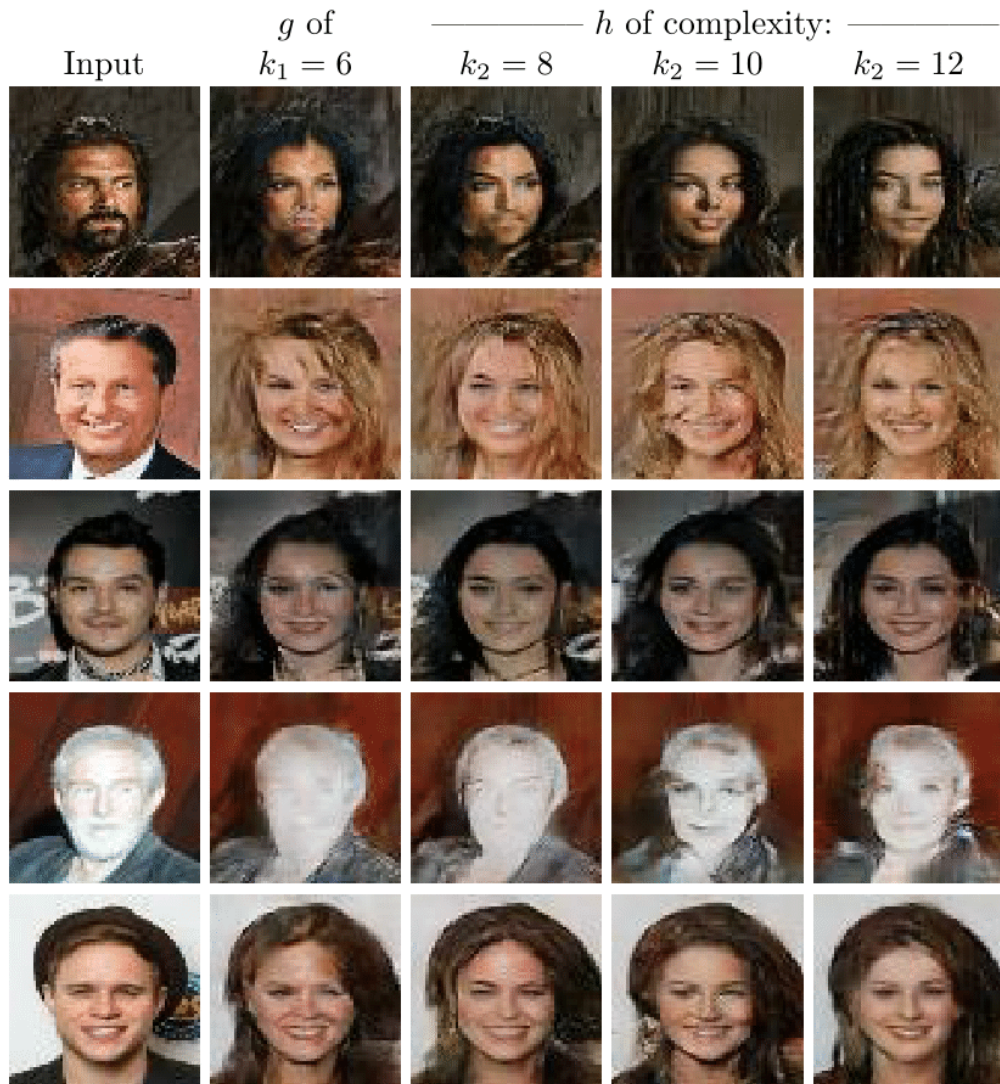 g of
h of complexity:
Input k₁ = 6 k₂ = 8 k₂ = 10 k₂ = 12